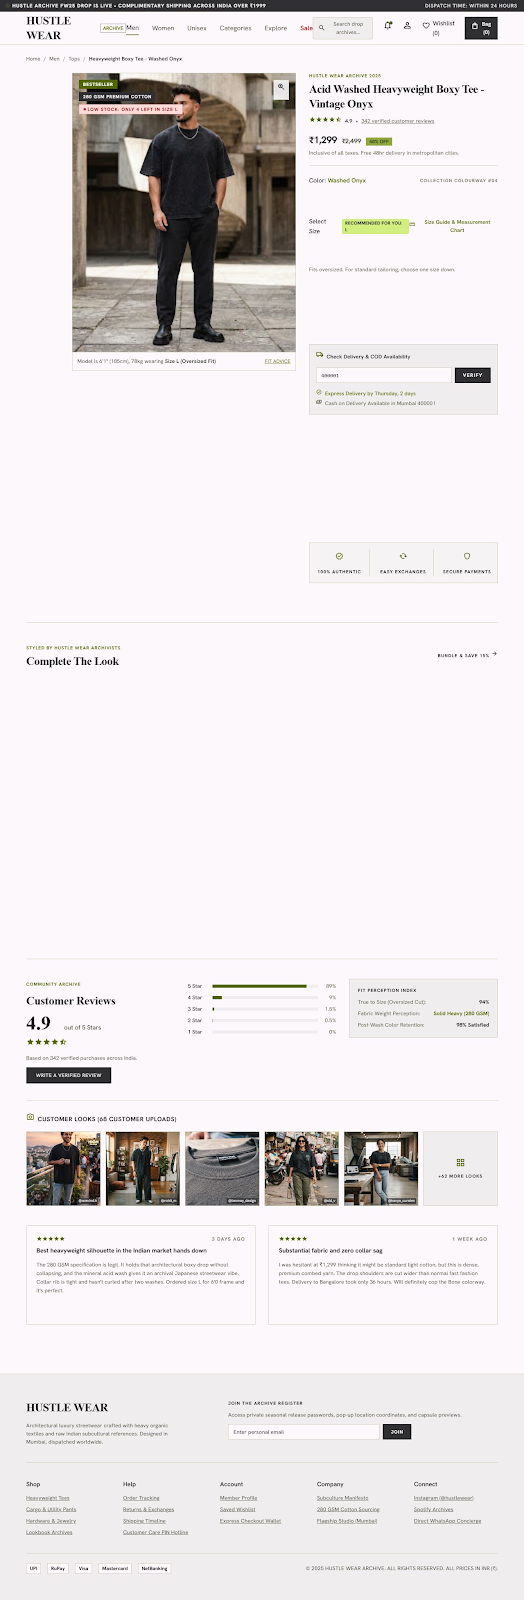 HUSTLE ARCHIVE FW25 DROP IS LIVE • COMPLIMENTARY SHIPPING ACROSS INDIA OVER ₹1999
DISPATCH TIME: WITHIN 24 HOURS
HUSTLE WEAR
ARCHIVE
Men
Women
Unisex
Categories
Explore
Sale
Search drop archives...
Wishlist (0)
Bag (0)
Home / Men / Tops / Heavyweight Boxy Tee - Washed Onyx
BESTSELLER
280 GSM PREMIUM COTTON
LOW STOCK: ONLY 4 LEFT IN SIZE L
Model is 6'1" (185cm), 78kg wearing Size L (Oversized Fit)
FIT ADVICE
HUSTLE WEAR ARCHIVE 2025
Acid Washed Heavyweight Boxy Tee -
Vintage Onyx
4.9 • 342 verified customer reviews
₹1,299 ₹2,499 48% OFF
Inclusive of all taxes. Free 48hr delivery in metropolitan cities.
Color: Washed Onyx
COLLECTION COLOURWAY #04
Select Size
RECOMMENDED FOR YOU: L
Size Guide & Measurement Chart
Fits oversized. For standard tailoring, choose one size down.
Check Delivery & COD Availability
400001
VERIFY
Express Delivery by Thursday, 2 days
Cash on Delivery Available in Mumbai 400001
100% AUTHENTIC
EASY EXCHANGES
SECURE PAYMENTS
STYLED BY HUSTLE WEAR ARCHIVISTS
Complete The Look
BUNDLE & SAVE 15%
COMMUNITY ARCHIVE
Customer Reviews
4.9 out of 5 Stars
Based on 342 verified purchases across India.
WRITE A VERIFIED REVIEW
5 Star 89%
4 Star 9%
3 Star 1.5%
2 Star 0.5%
1 Star 0%
FIT PERCEPTION INDEX
True to Size (Oversized Cut): 94%
Fabric Weight Perception: Solid Heavy (280 GSM)
Post-Wash Color Retention: 98% Satisfied
CUSTOMER LOOKS (68 CUSTOMER UPLOADS)
+62 MORE LOOKS
3 DAYS AGO
Best heavyweight silhouette in the Indian market hands down
The 280 GSM specification is legit. It holds that architectural boxy drop without
collapsing, and the mineral acid wash gives it an archival Japanese streetwear vibe.
Collar rib is tight and hasn't curled after two washes. Ordered size L for 6'0 frame and
it's perfect.
1 WEEK AGO
Substantial fabric and zero collar sag
I was hesitant at ₹1,299 thinking it might be standard light cotton, but this is dense,
premium combed yarn. The drop shoulders are cut wider than normal fast fashion
tees. Delivery to Bangalore took only 36 hours. Will definitely cop the Bone colorway.
HUSTLE WEAR
Architectural luxury streetwear crafted with heavy organic
textiles and raw Indian subcultural references. Designed in
Mumbai, dispatched worldwide.
JOIN THE ARCHIVE REGISTER
Access private seasonal release passwords, pop-up location coordinates, and capsule previews.
Enter personal email
JOIN
Shop
Heavyweight Tees
Cargo & Utility Pants
Hardware & Jewelry
Lookbook Archives
Help
Order Tracking
Returns & Exchanges
Shipping Timeline
Customer Care PIN Hotline
Account
Member Profile
Saved Wishlist
Express Checkout Wallet
Company
Subculture Manifesto
280 GSM Cotton Sourcing
Flagship Studio (Mumbai)
Connect
Instagram (@hustlewear)
Spotify Archives
Direct WhatsApp Concierge
UPI
RuPay
Visa
Mastercard
NetBanking
© 2025 HUSTLE WEAR ARCHIVE. ALL RIGHTS RESERVED. ALL PRICES IN INR (₹).